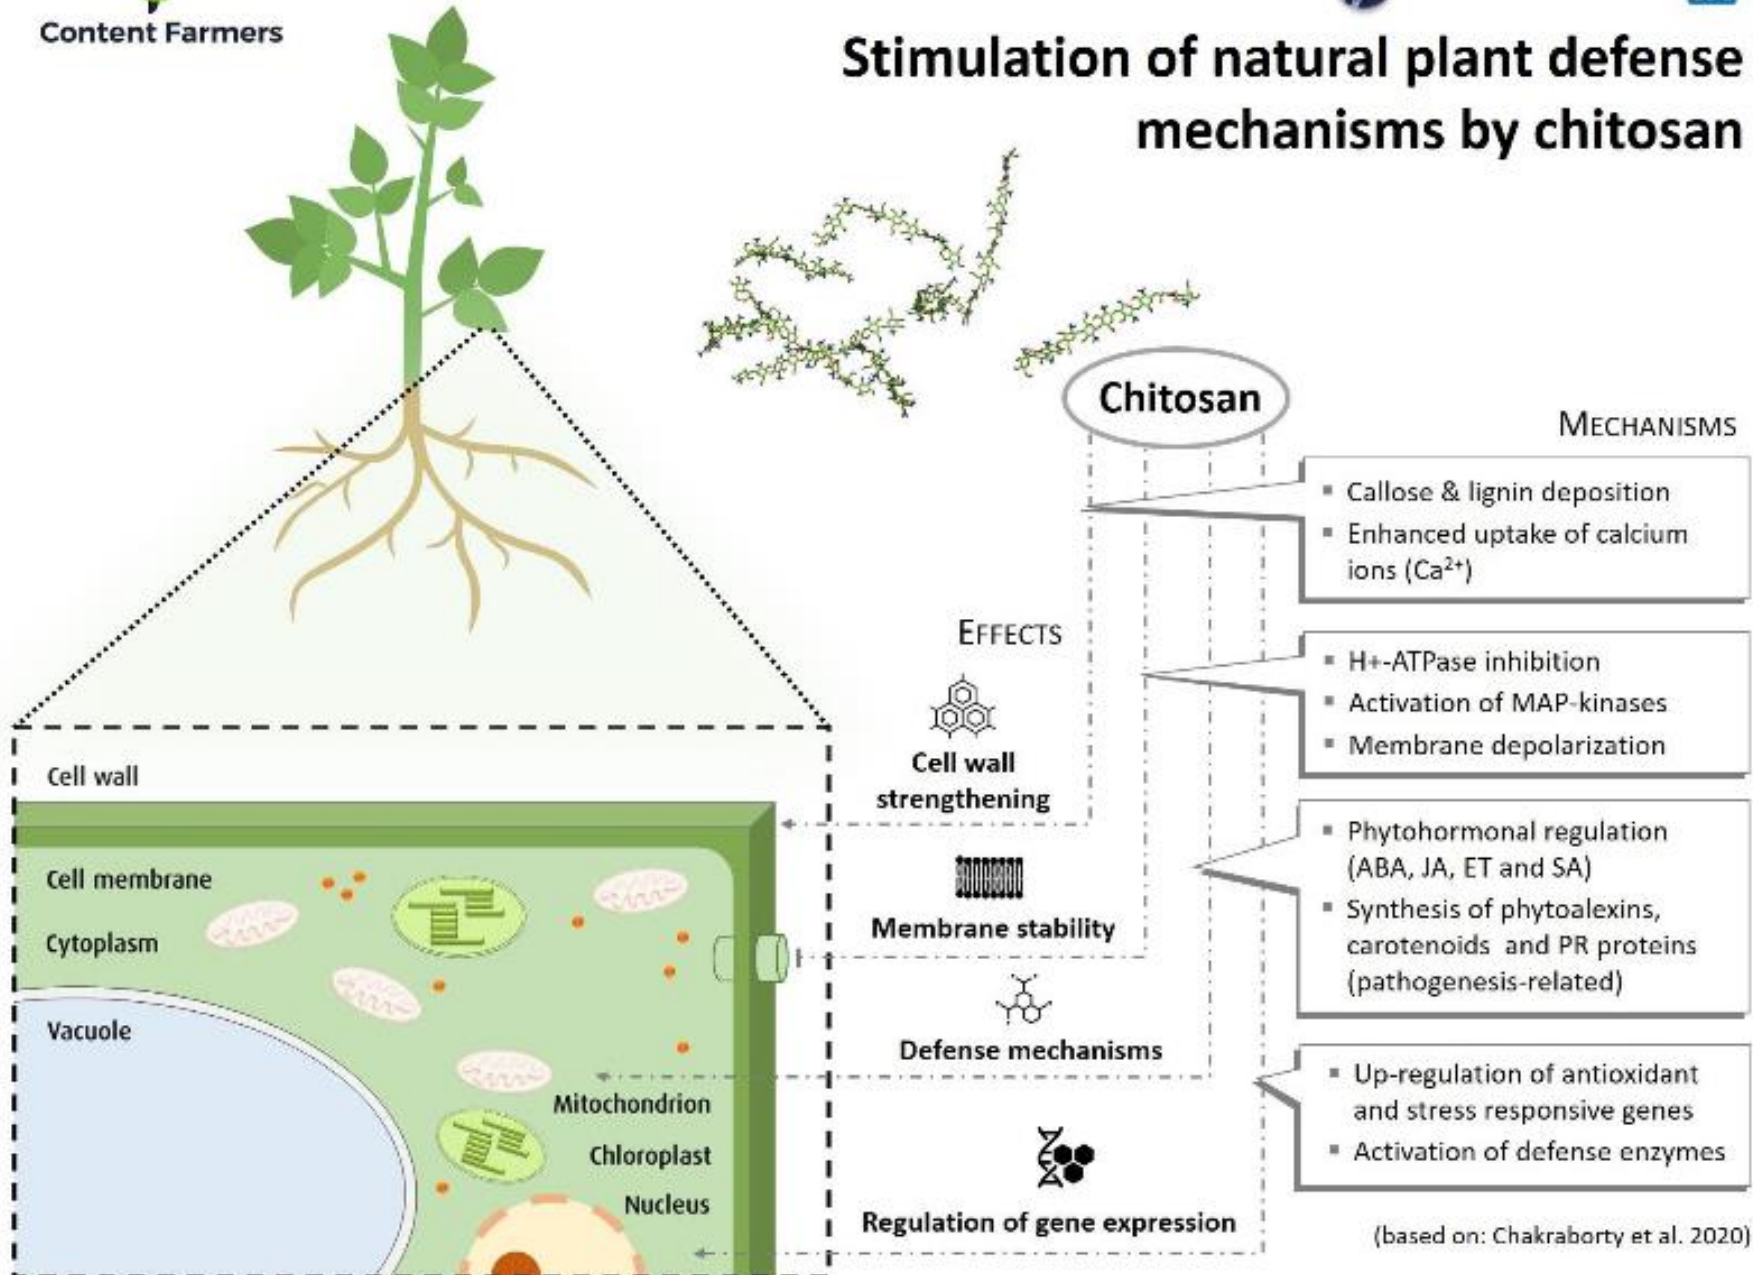 Content Farmers
Stimulation of natural plant defense
mechanisms by chitosan
Chitosan
MECHANISMS
▪ Callose & lignin deposition
▪ Enhanced uptake of calcium
ions (Ca²⁺)
EFFECTS
▪ H+-ATPase inhibition
▪ Activation of MAP-kinases
▪ Membrane depolarization
Cell wall
strengthening
Cell wall
▪ Phytohormonal regulation
(ABA, JA, ET and SA)
▪ Synthesis of phytoalexins,
carotenoids and PR proteins
(pathogenesis-related)
Cell membrane
Membrane stability
Cytoplasm
Vacuole
Defense mechanisms
▪ Up-regulation of antioxidant
and stress responsive genes
▪ Activation of defense enzymes
Mitochondrion
Chloroplast
Nucleus
Regulation of gene expression
(based on: Chakraborty et al. 2020)